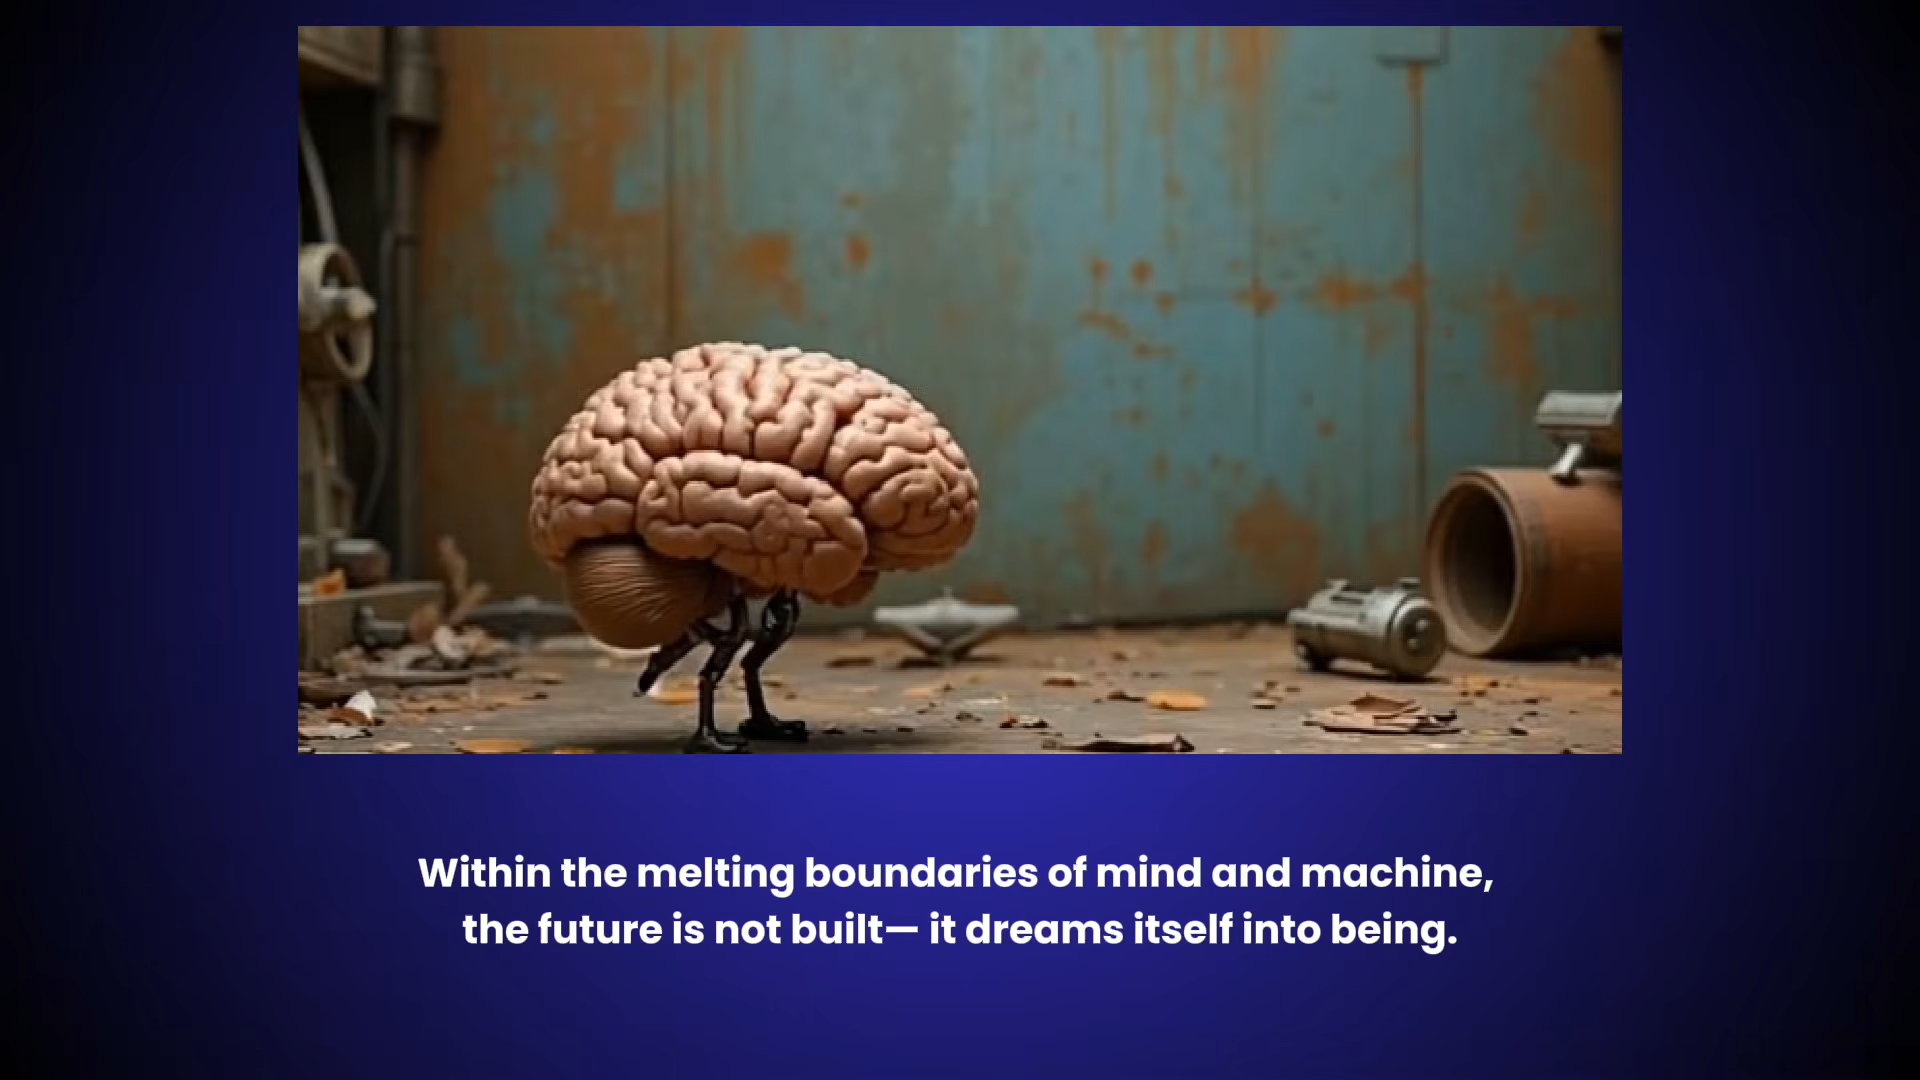 Within the melting boundaries of mind and machine,
the future is not built— it dreams itself into being.